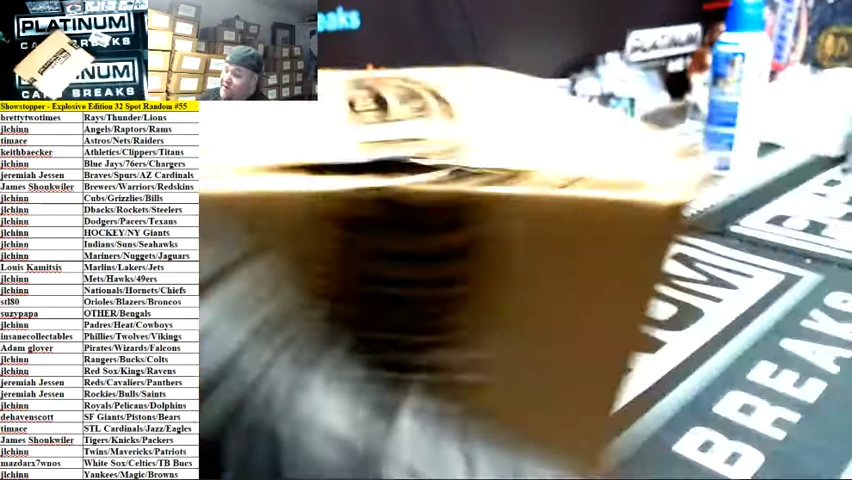 PLATINUM
CARD BREAKS
PLATINUM
CARD BREAKS
eaks
PLATINUM
Showstopper - Explosive Edition 32 Spot Random #55
brettytwotimes Rays/Thunder/Lions
jlchinn Angels/Raptors/Rams
timace Astros/Nets/Raiders
keithbaecker Athletics/Clippers/Titans
jlchinn Blue Jays/76ers/Chargers
jeremiah Jessen Braves/Spurs/AZ Cardinals
James Shonkwiler Brewers/Warriors/Redskins
jlchinn Cubs/Grizzlies/Bills
jlchinn Dbacks/Rockets/Steelers
jlchinn Dodgers/Pacers/Texans
jlchinn HOCKEY/NY Giants
jlchinn Indians/Suns/Seahawks
jlchinn Mariners/Nuggets/Jaguars
Louis Kamitsis Marlins/Lakers/Jets
jlchinn Mets/Hawks/49ers
jlchinn Nationals/Hornets/Chiefs
stl80 Orioles/Blazers/Broncos
suzypapa OTHER/Bengals
jlchinn Padres/Heat/Cowboys
insanecollectables Phillies/Twolves/Vikings
Adam glover Pirates/Wizards/Falcons
jlchinn Rangers/Bucks/Colts
jlchinn Red Sox/Kings/Ravens
jeremiah Jessen Reds/Cavaliers/Panthers
jeremiah Jessen Rockies/Bulls/Saints
jlchinn Royals/Pelicans/Dolphins
dehavenscott SF Giants/Pistons/Bears
timace STL Cardinals/Jazz/Eagles
James Shonkwiler Tigers/Knicks/Packers
jlchinn Twins/Mavericks/Patriots
mazdarx7wnos White Sox/Celtics/TB Bucs
jlchinn Yankees/Magic/Browns
BREAKS